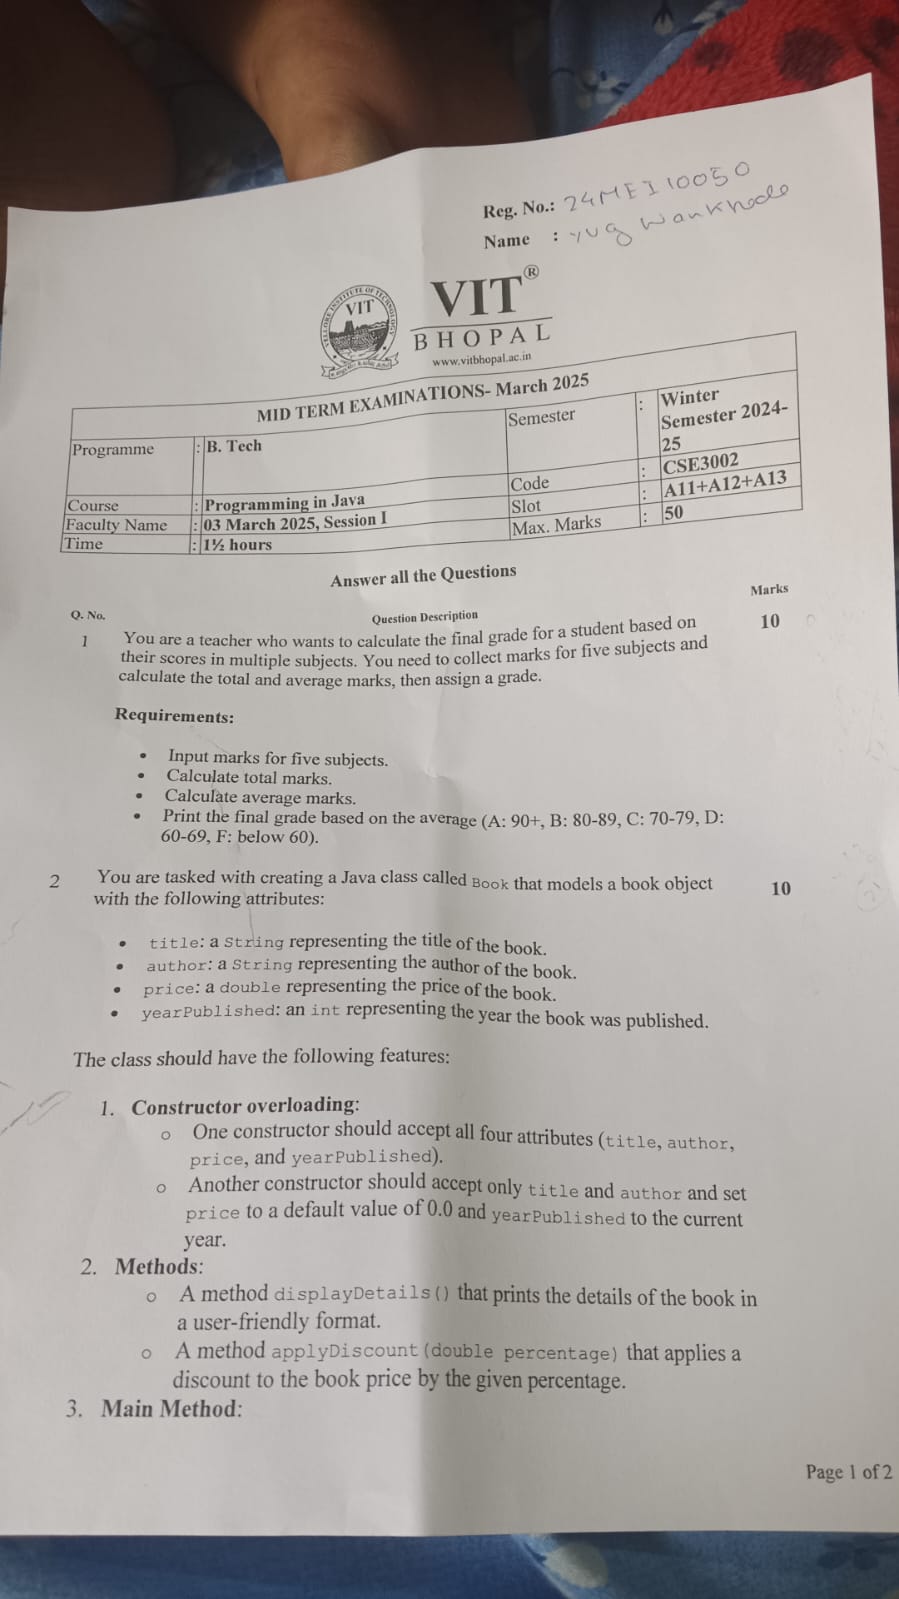 Reg. No.: 24MEI10050
Name : Yug Wankhede
VELLORE INSTITUTE OF TECHNOLOGY
VIT
VIT®
BHOPAL
www.vitbhopal.ac.in
MID TERM EXAMINATIONS- March 2025
Programme : B. Tech Semester : Winter
Semester 2024-
25
Code : CSE3002
Course : Programming in Java Slot : A11+A12+A13
Faculty Name : 03 March 2025, Session I Max. Marks : 50
Time : 1½ hours
Answer all the Questions
Q. No. Question Description Marks
1 You are a teacher who wants to calculate the final grade for a student based on 10
their scores in multiple subjects. You need to collect marks for five subjects and
calculate the total and average marks, then assign a grade.
Requirements:
• Input marks for five subjects.
• Calculate total marks.
• Calculate average marks.
• Print the final grade based on the average (A: 90+, B: 80-89, C: 70-79, D:
60-69, F: below 60).
2 You are tasked with creating a Java class called Book that models a book object 10
with the following attributes:
• title: a String representing the title of the book.
• author: a String representing the author of the book.
• price: a double representing the price of the book.
• yearPublished: an int representing the year the book was published.
The class should have the following features:
1. Constructor overloading:
o One constructor should accept all four attributes (title, author,
price, and yearPublished).
o Another constructor should accept only title and author and set
price to a default value of 0.0 and yearPublished to the current
year.
2. Methods:
o A method displayDetails() that prints the details of the book in
a user-friendly format.
o A method applyDiscount(double percentage) that applies a
discount to the book price by the given percentage.
3. Main Method:
Page 1 of 2